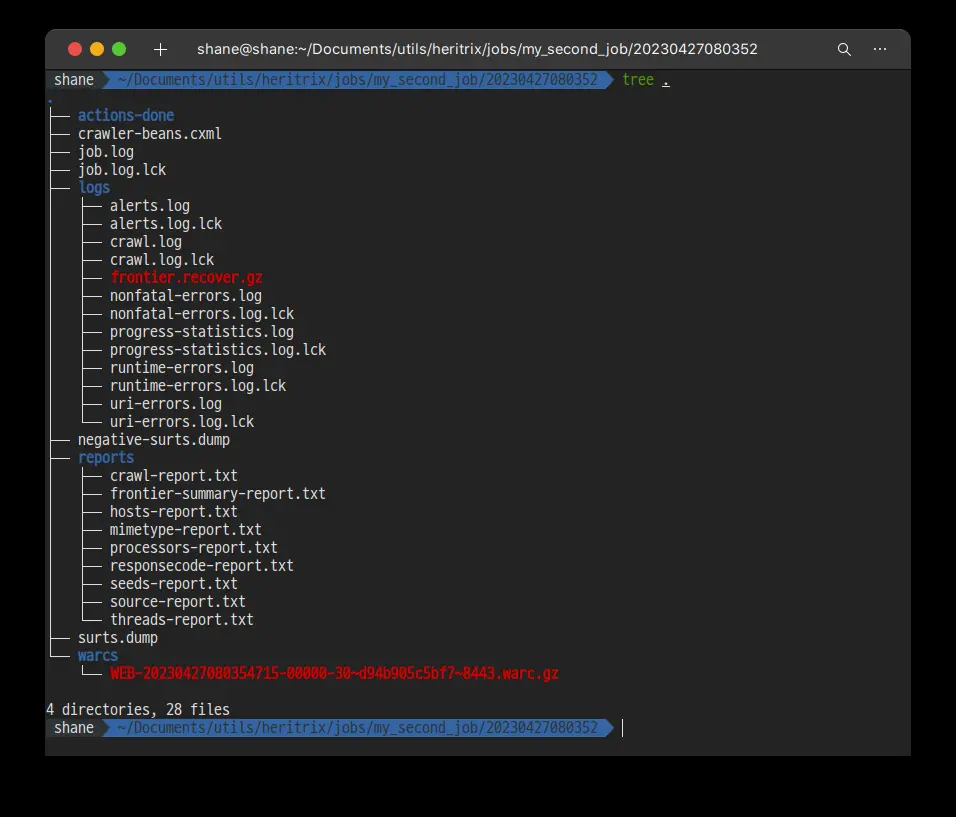 shane@shane:~/Documents/utils/heritrix/jobs/my_second_job/20230427080352
shane ~/Documents/utils/heritrix/jobs/my_second_job/20230427080352 tree .
.
├── actions-done
├── crawler-beans.cxml
├── job.log
├── job.log.lck
├── logs
│   ├── alerts.log
│   ├── alerts.log.lck
│   ├── crawl.log
│   ├── crawl.log.lck
│   ├── frontier.recover.gz
│   ├── nonfatal-errors.log
│   ├── nonfatal-errors.log.lck
│   ├── progress-statistics.log
│   ├── progress-statistics.log.lck
│   ├── runtime-errors.log
│   ├── runtime-errors.log.lck
│   ├── uri-errors.log
│   └── uri-errors.log.lck
├── negative-surts.dump
├── reports
│   ├── crawl-report.txt
│   ├── frontier-summary-report.txt
│   ├── hosts-report.txt
│   ├── mimetype-report.txt
│   ├── processors-report.txt
│   ├── responsecode-report.txt
│   ├── seeds-report.txt
│   ├── source-report.txt
│   └── threads-report.txt
├── surts.dump
└── warcs
    └── WEB-20230427080354715-00000-30~d94b905c5bf7~8443.warc.gz
4 directories, 28 files
shane ~/Documents/utils/heritrix/jobs/my_second_job/20230427080352